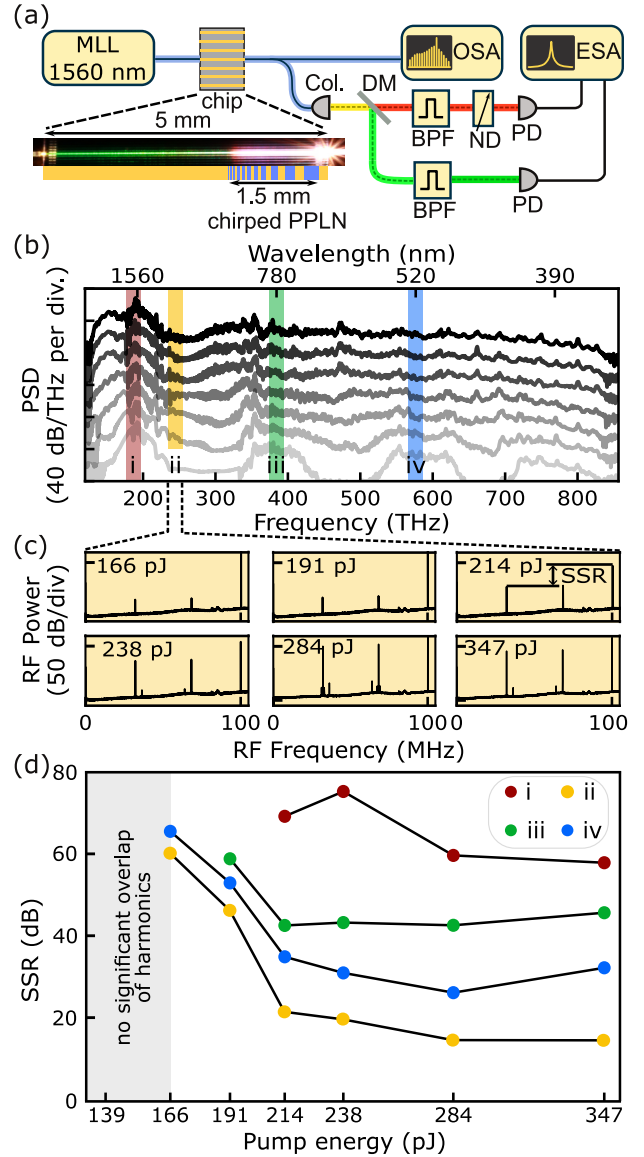 (a)
MLL
1560 nm
chip
OSA
ESA
Col.
DM
BPF
ND
PD
BPF
PD
5 mm
1.5 mm
chirped PPLN
(b)
Wavelength (nm)
1560
780
520
390
PSD
(40 dB/THz per div.)
i
ii
iii
iv
200
300
400
500
600
700
800
Frequency (THz)
(c)
166 pJ
191 pJ
214 pJ
SSR
238 pJ
284 pJ
347 pJ
RF Power
(50 dB/div)
0
100
0
100
0
100
RF Frequency (MHz)
(d)
80
60
40
20
0
SSR (dB)
no significant overlap
of harmonics
i
ii
iii
iv
139
166
191
214
238
284
347
Pump energy (pJ)